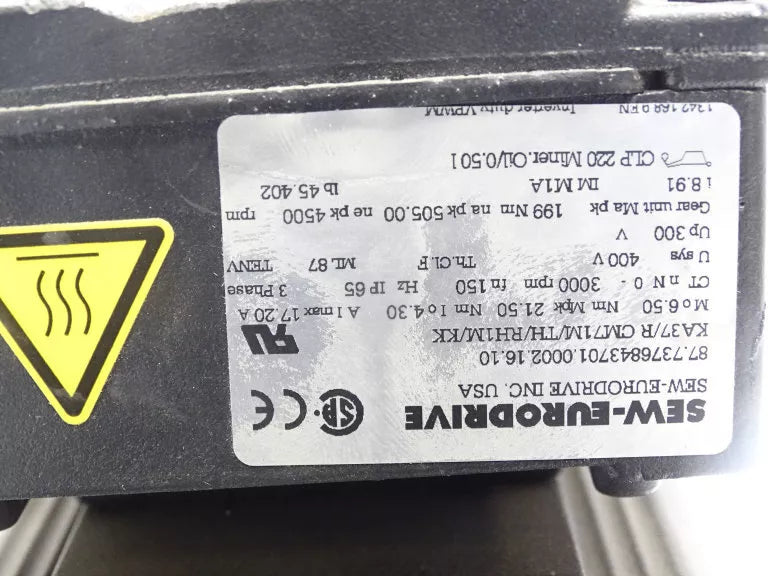 SEW-EURODRIVE
SEW-EURODRIVE INC. USA
87.7376843701.0002.16.10
KA37/R CM71M/TH/RH1M/KK
Mo 6.50 Nm Mpk 21.50 Nm Io 4.30 A Imax 17.20 A
CT n N 0 - 3000 rpm fn 150 Hz IP 65 3 Phase
U sys 400 V Th.Cl.F ML 87 TENV
Up 300 V
Gear unit Ma pk 199 Nm na pk 505.00 ne pk 4500 rpm
i 8.91 IM M1A lb 45.402
CLP 220 Miner.Oil/0.50 l
1342 168 9 EN Inverter duty VPWM